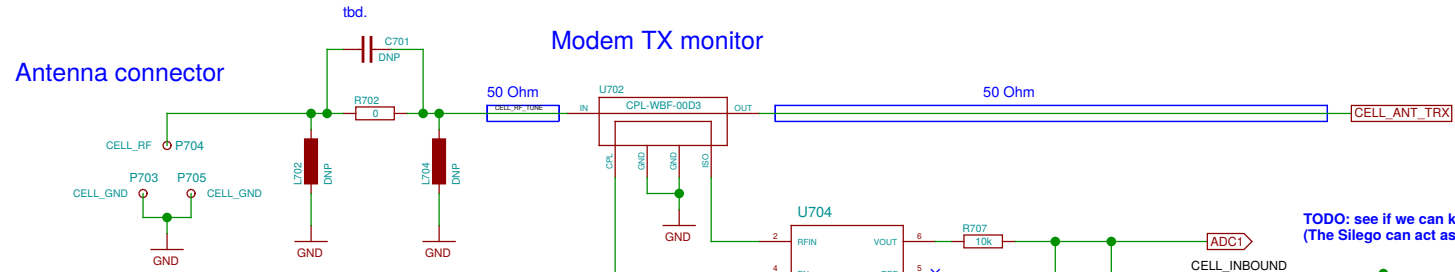 tbd.
C701
DNP
Modem TX monitor
Antenna connector
R702
0
50 Ohm
CELL_RF_TUNE
U702
IN
CPL-WBF-00D3
OUT
50 Ohm
CELL_ANT_TRX
CELL_RF
P704
L702
DNP
L704
DNP
CPL
GND
GND
ISO
P703
P705
CELL_GND
CELL_GND
GND
GND
GND
GND
U704
2
RFIN
VOUT
6
R707
10k
ADC1
TODO: see if we can k
(The Silego can act as
4
5
CELL_INBOUND